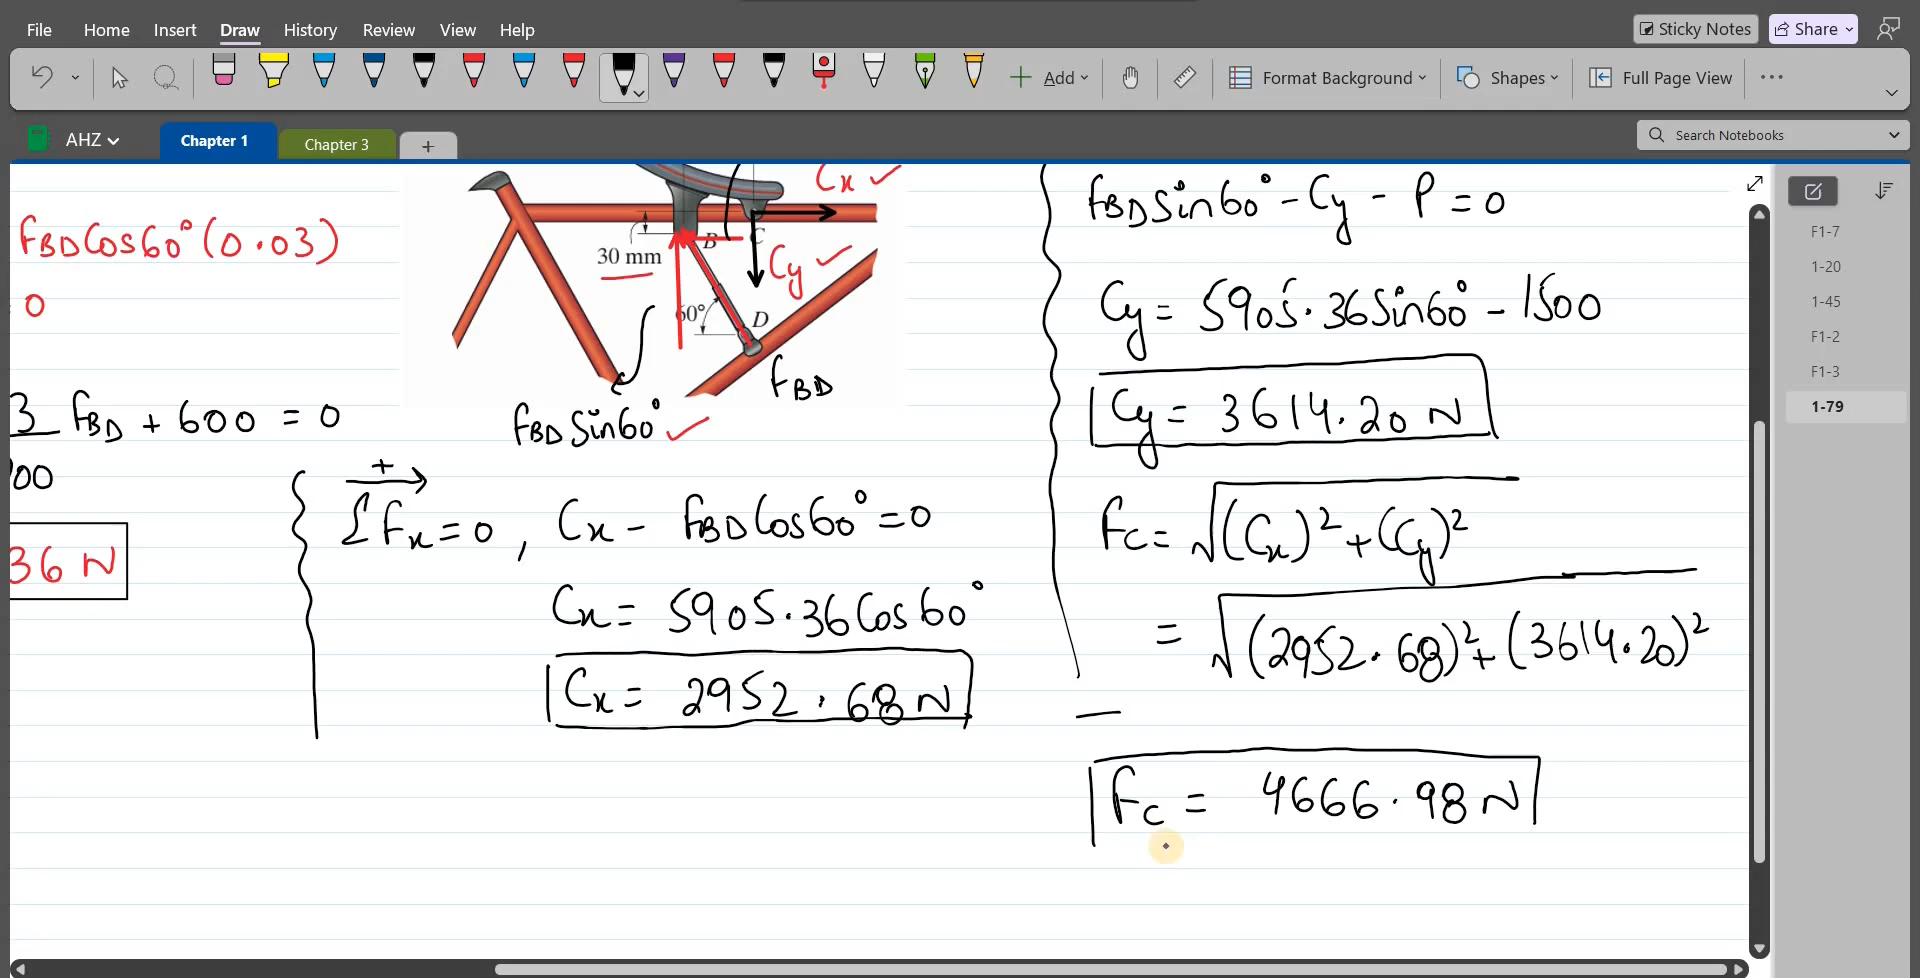 File Home Insert Draw History Review View Help
Sticky Notes Share
Add Format Background Shapes Full Page View
AHZ Chapter 1 Chapter 3 +
Search Notebooks
F1-7
1-20
1-45
F1-2
F1-3
1-79
FBD Cos60° (0.03)
0
3 FBD + 600 = 0
00
36 N
Cx ✓
30 mm
B
C
Cy ✓
60°
D
FBD
FBD Sin60° ✓
+
ΣFx = 0 , Cx - FBD Cos60° = 0
Cx = 5905.36 Cos60°
Cx = 2952.68 N
FBD Sin60° - Cy - P = 0
Cy = 5905.36 Sin60° - 1500
Cy = 3614.20 N
Fc = √(Cx)² + (Cy)²
= √(2952.68)² + (3614.20)²
Fc = 4666.98 N